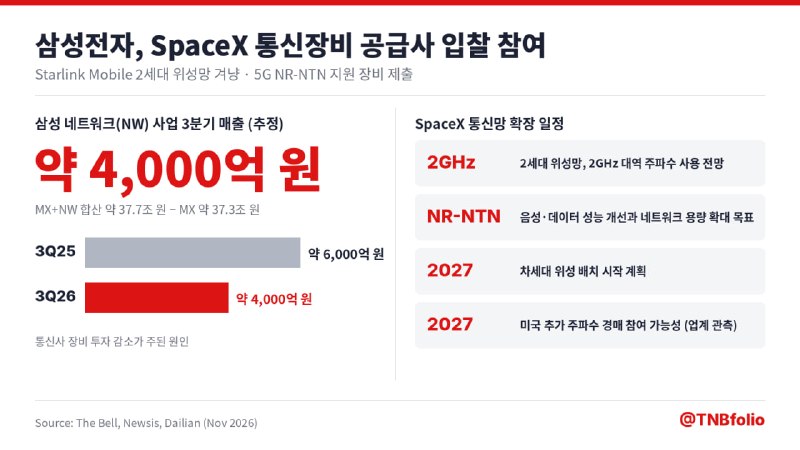 삼성전자, SpaceX 통신장비 공급사 입찰 참여
Starlink Mobile 2세대 위성망 겨냥 · 5G NR-NTN 지원 장비 제출
삼성 네트워크(NW) 사업 3분기 매출 (추정)
약 4,000억 원
MX+NW 합산 약 37.7조 원 – MX 약 37.3조 원
3Q25
약 6,000억 원
3Q26
약 4,000억 원
통신사 장비 투자 감소가 주된 원인
SpaceX 통신망 확장 일정
2GHz
2세대 위성망, 2GHz 대역 주파수 사용 전망
NR-NTN
음성·데이터 성능 개선과 네트워크 용량 확대 목표
2027
차세대 위성 배치 시작 계획
2027
미국 추가 주파수 경매 참여 가능성 (업계 관측)
Source: The Bell, Newsis, Dailian (Nov 2026)
@TNBfolio